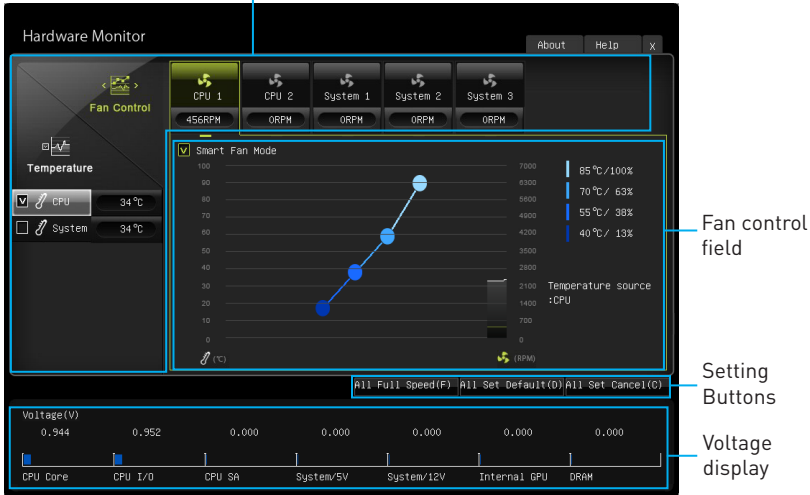 Hardware Monitor
About Help X
Fan Control
CPU 1 CPU 2 System 1 System 2 System 3
456RPM 0RPM 0RPM 0RPM 0RPM
Temperature
CPU 34°C
System 34°C
Smart Fan Mode
100 7000
90 6300
80 5600
70 4900
60 4200
50 3500
40 2800
30 2100
20 1400
10 700
0 0
(°C) (RPM)
85°C/100%
70°C/ 63%
55°C/ 38%
40°C/ 13%
Temperature source
:CPU
Fan control
field
All Full Speed(F) All Set Default(D) All Set Cancel(C)
Setting
Buttons
Voltage(V)
0.944 0.952 0.000 0.000 0.000 0.000 0.000
CPU Core CPU I/O CPU SA System/5V System/12V Internal GPU DRAM
Voltage
display